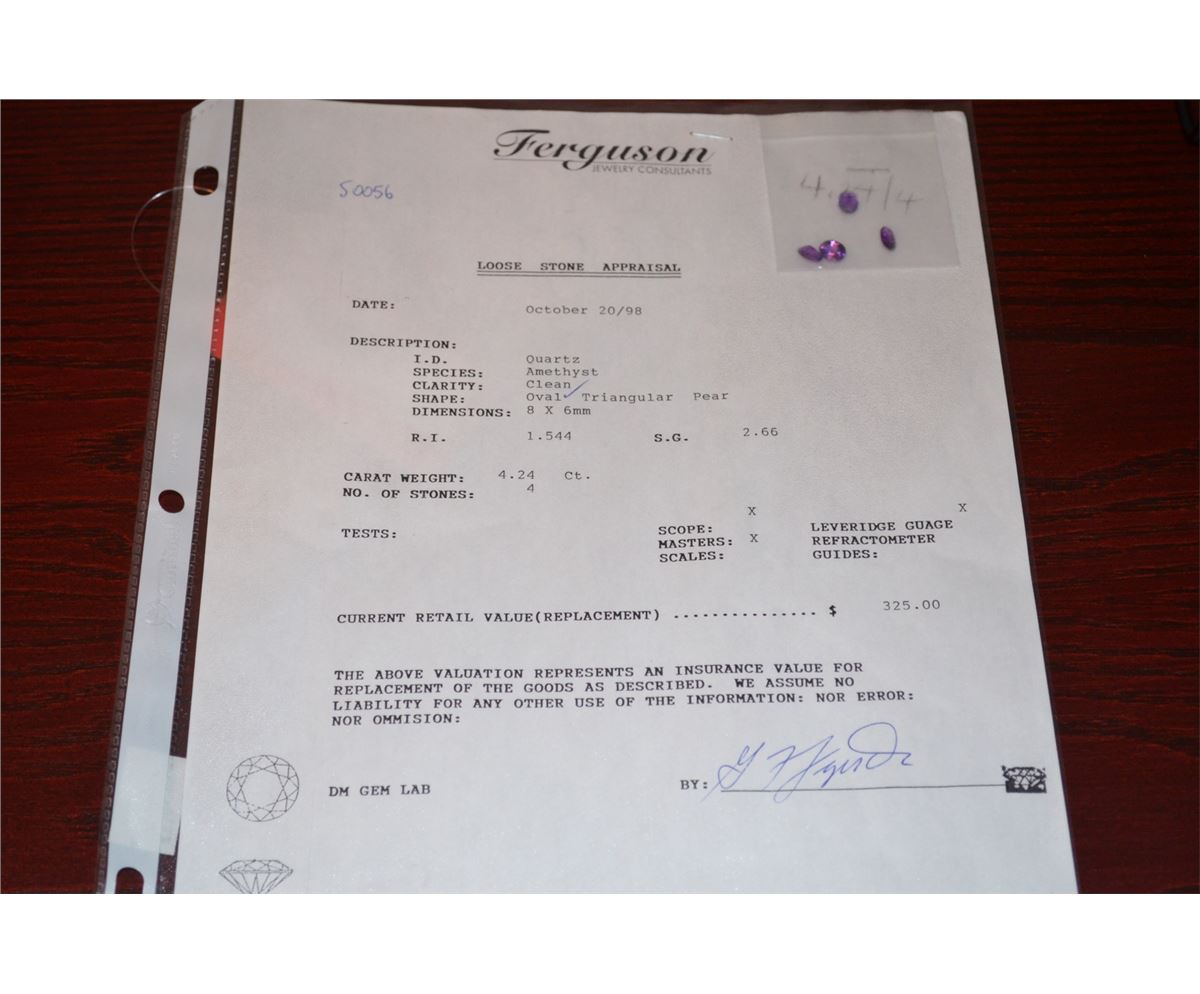 Ferguson
JEWELRY CONSULTANTS
50056
LOOSE STONE APPRAISAL
DATE: October 20/98
DESCRIPTION:
I.D. Quartz
SPECIES: Amethyst
CLARITY: Clean
SHAPE: Oval ✓ Triangular Pear
DIMENSIONS: 8 X 6mm
R.I. 1.544 S.G. 2.66
CARAT WEIGHT: 4.24 Ct.
NO. OF STONES: 4
TESTS: SCOPE: X LEVERIDGE GUAGE X
MASTERS: X REFRACTOMETER
SCALES: GUIDES:
CURRENT RETAIL VALUE(REPLACEMENT) ............... $ 325.00
THE ABOVE VALUATION REPRESENTS AN INSURANCE VALUE FOR
REPLACEMENT OF THE GOODS AS DESCRIBED. WE ASSUME NO
LIABILITY FOR ANY OTHER USE OF THE INFORMATION: NOR ERROR:
NOR OMMISION:
DM GEM LAB BY: